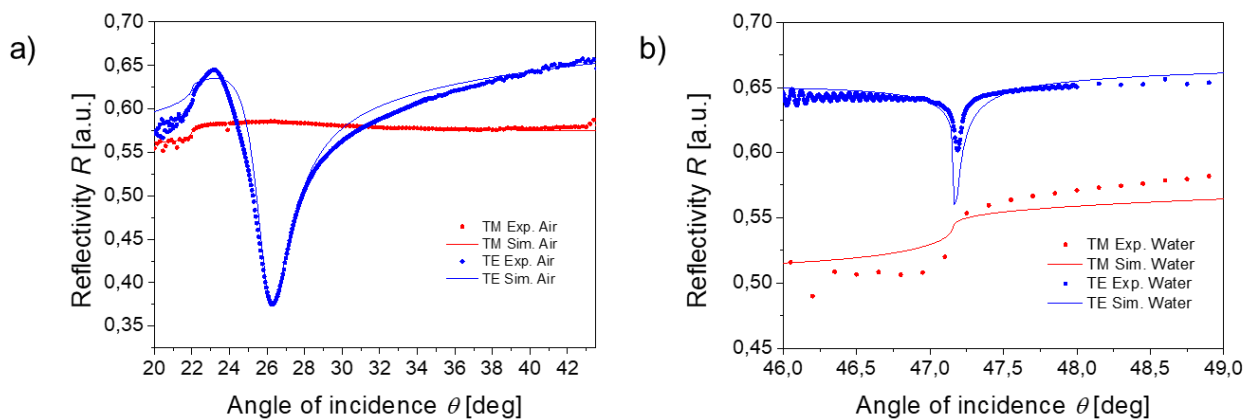 a)
Reflectivity R [a.u.]
0,70
0,65
0,60
0,55
0,50
0,45
0,40
0,35
TM Exp. Air
TM Sim. Air
TE Exp. Air
TE Sim. Air
20 22 24 26 28 30 32 34 36 38 40 42
Angle of incidence θ [deg]
b)
Reflectivity R [a.u.]
0,70
0,65
0,60
0,55
0,50
0,45
TM Exp. Water
TM Sim. Water
TE Exp. Water
TE Sim. Water
46,0 46,5 47,0 47,5 48,0 48,5 49,0
Angle of incidence θ [deg]